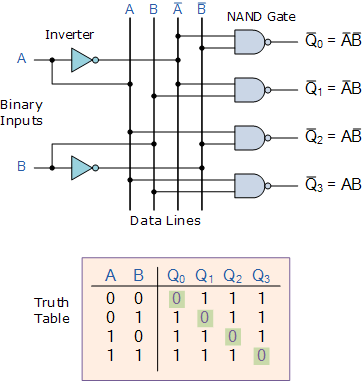 A B A̅ B̅ NAND Gate
Inverter
Q̅0 = A̅B̅
A
Q̅1 = A̅B
Binary
Inputs
Q̅2 = AB̅
B
Q̅3 = AB
Data Lines
A B Q0 Q1 Q2 Q3
Truth
Table
0 0 0 1 1 1
0 1 1 0 1 1
1 0 1 1 0 1
1 1 1 1 1 0